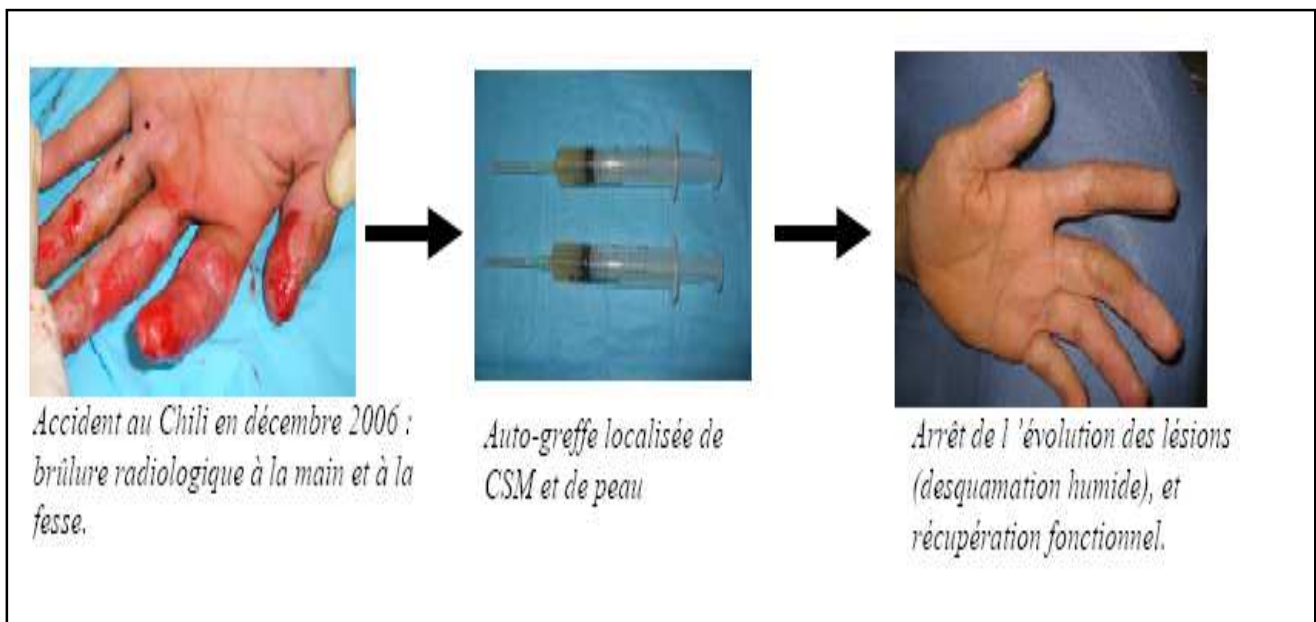 Accident au Chili en décembre 2006 :
brûlure radiologique à la main et à la
fesse.
Auto-greffe localisée de
CSM et de peau
Arrêt de l ’évolution des lésions
(desquamation humide), et
récupération fonctionnel.